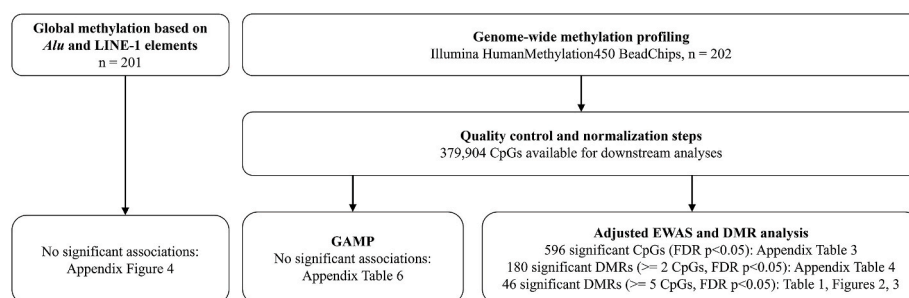 Global methylation based on
Alu and LINE-1 elements
n = 201
Genome-wide methylation profiling
Illumina HumanMethylation450 BeadChips, n = 202
Quality control and normalization steps
379,904 CpGs available for downstream analyses
No significant associations:
Appendix Figure 4
GAMP
No significant associations:
Appendix Table 6
Adjusted EWAS and DMR analysis
596 significant CpGs (FDR p<0.05): Appendix Table 3
180 significant DMRs (>= 2 CpGs, FDR p<0.05): Appendix Table 4
46 significant DMRs (>= 5 CpGs, FDR p<0.05): Table 1, Figures 2, 3